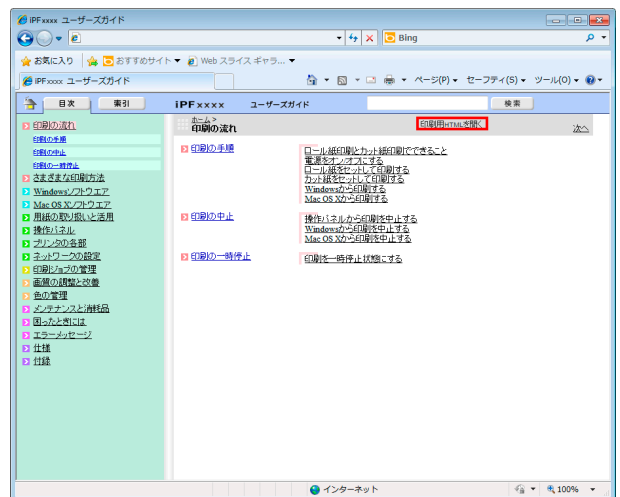 iPFxxxx ユーザーズガイド
Bing
お気に入り おすすめサイト Web スライス ギャラ...
iPFxxxx ユーザーズガイド
ページ(P) セーフティ(S) ツール(O)
目次 索引 iPFxxxx ユーザーズガイド 検索
ホーム>
印刷の流れ
印刷用HTMLを開く
次へ
印刷の流れ
印刷の手順
印刷の中止
印刷の一時停止
さまざまな印刷方法
Windowsソフトウエア
Mac OS Xソフトウエア
用紙の取り扱いと活用
操作パネル
プリンタの各部
ネットワークの設定
印刷ジョブの管理
画質の調整と改善
色の管理
メンテナンスと消耗品
困ったときには
エラーメッセージ
仕様
付録
印刷の手順
ロール紙印刷とカット紙印刷でできること
電源をオン/オフにする
ロール紙をセットして印刷する
カット紙をセットして印刷する
Windowsから印刷する
Mac OS Xから印刷する
印刷の中止
操作パネルから印刷を中止する
Windowsから印刷を中止する
Mac OS Xから印刷を中止する
印刷の一時停止
印刷を一時停止状態にする
インターネット
100%